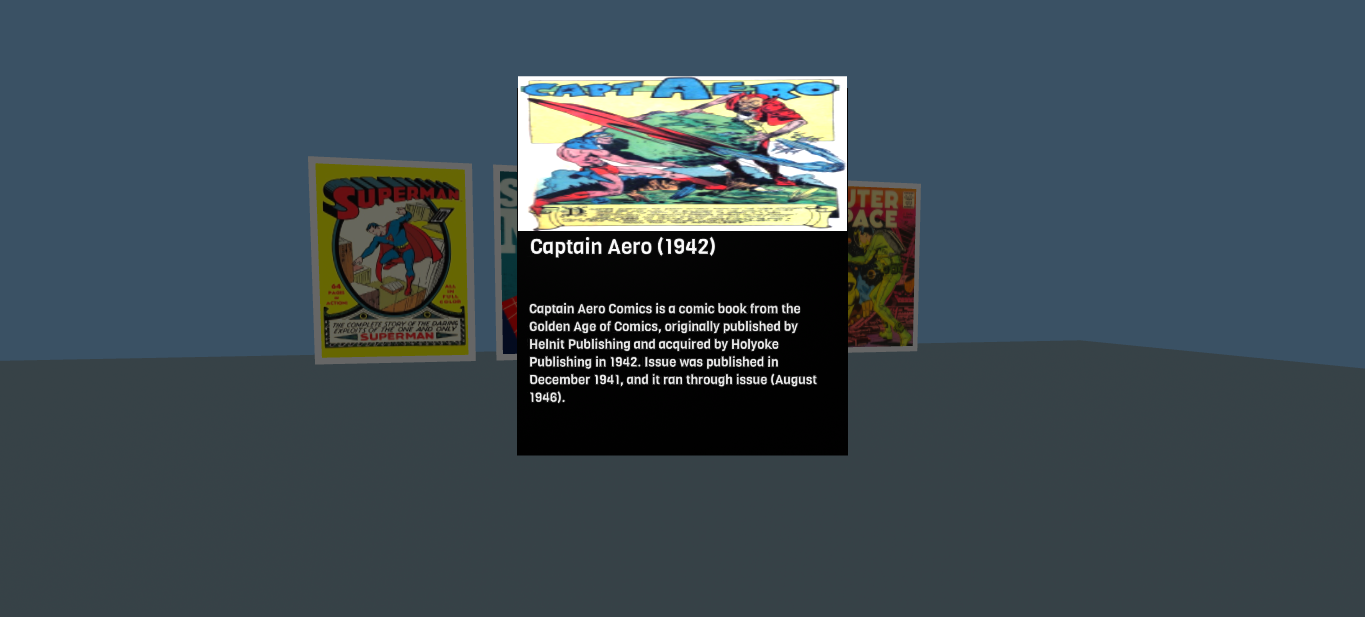 CAPT AERO
Captain Aero (1942)
Captain Aero Comics is a comic book from the
Golden Age of Comics, originally published by
Helnit Publishing and acquired by Holyoke
Publishing in 1942. Issue was published in
December 1941, and it ran through issue (August
1946).
SUPERMAN
10¢
64
PAGES
OF
ACTION!
ALL
IN
FULL
COLOR
THE COMPLETE STORY OF THE DARING
EXPLOITS OF THE ONE AND ONLY
SUPERMAN
UTER
PACE